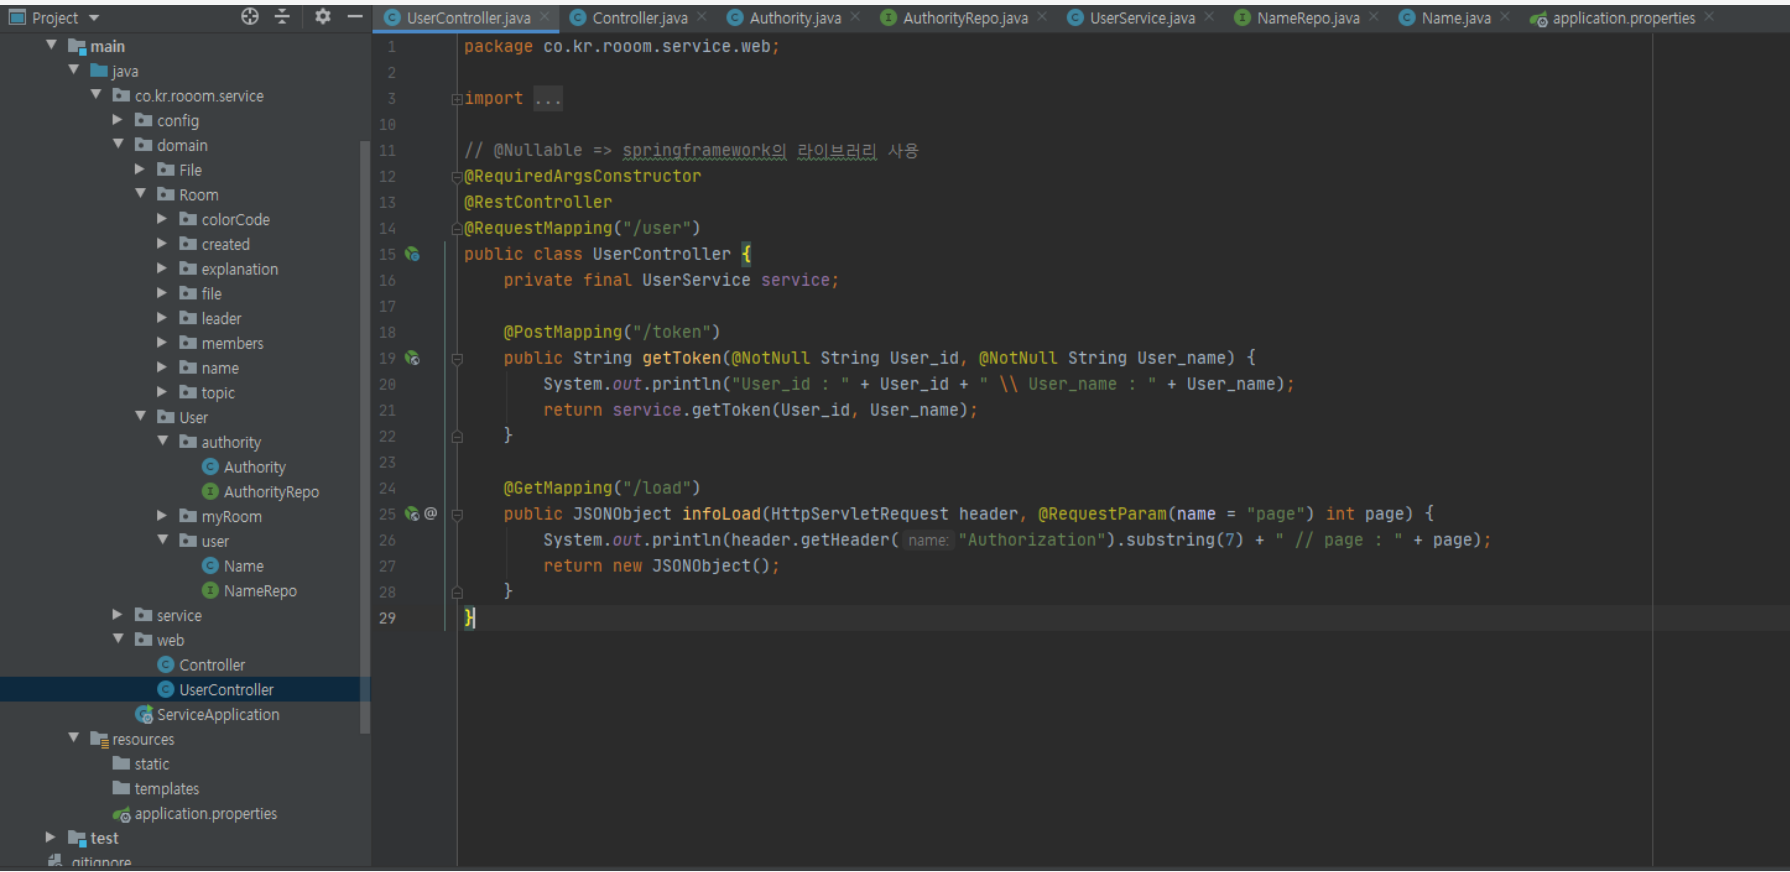 Project
UserController.java
Controller.java
Authority.java
AuthorityRepo.java
UserService.java
NameRepo.java
Name.java
application.properties
main
java
co.kr.rooom.service
config
domain
File
Room
colorCode
created
explanation
file
leader
members
name
topic
User
authority
Authority
AuthorityRepo
myRoom
user
Name
NameRepo
service
web
Controller
UserController
ServiceApplication
resources
static
templates
application.properties
test
.gitignore
1 package co.kr.rooom.service.web;
2
3 import ...
10
11 // @Nullable => springframework의 라이브러리 사용
12 @RequiredArgsConstructor
13 @RestController
14 @RequestMapping("/user")
15 public class UserController {
16 private final UserService service;
17
18 @PostMapping("/token")
19 public String getToken(@NotNull String User_id, @NotNull String User_name) {
20 System.out.println("User_id : " + User_id + " \\ User_name : " + User_name);
21 return service.getToken(User_id, User_name);
22 }
23
24 @GetMapping("/load")
25 @ public JSONObject infoLoad(HttpServletRequest header, @RequestParam(name = "page") int page) {
26 System.out.println(header.getHeader( name: "Authorization").substring(7) + " // page : " + page);
27 return new JSONObject();
28 }
29 }